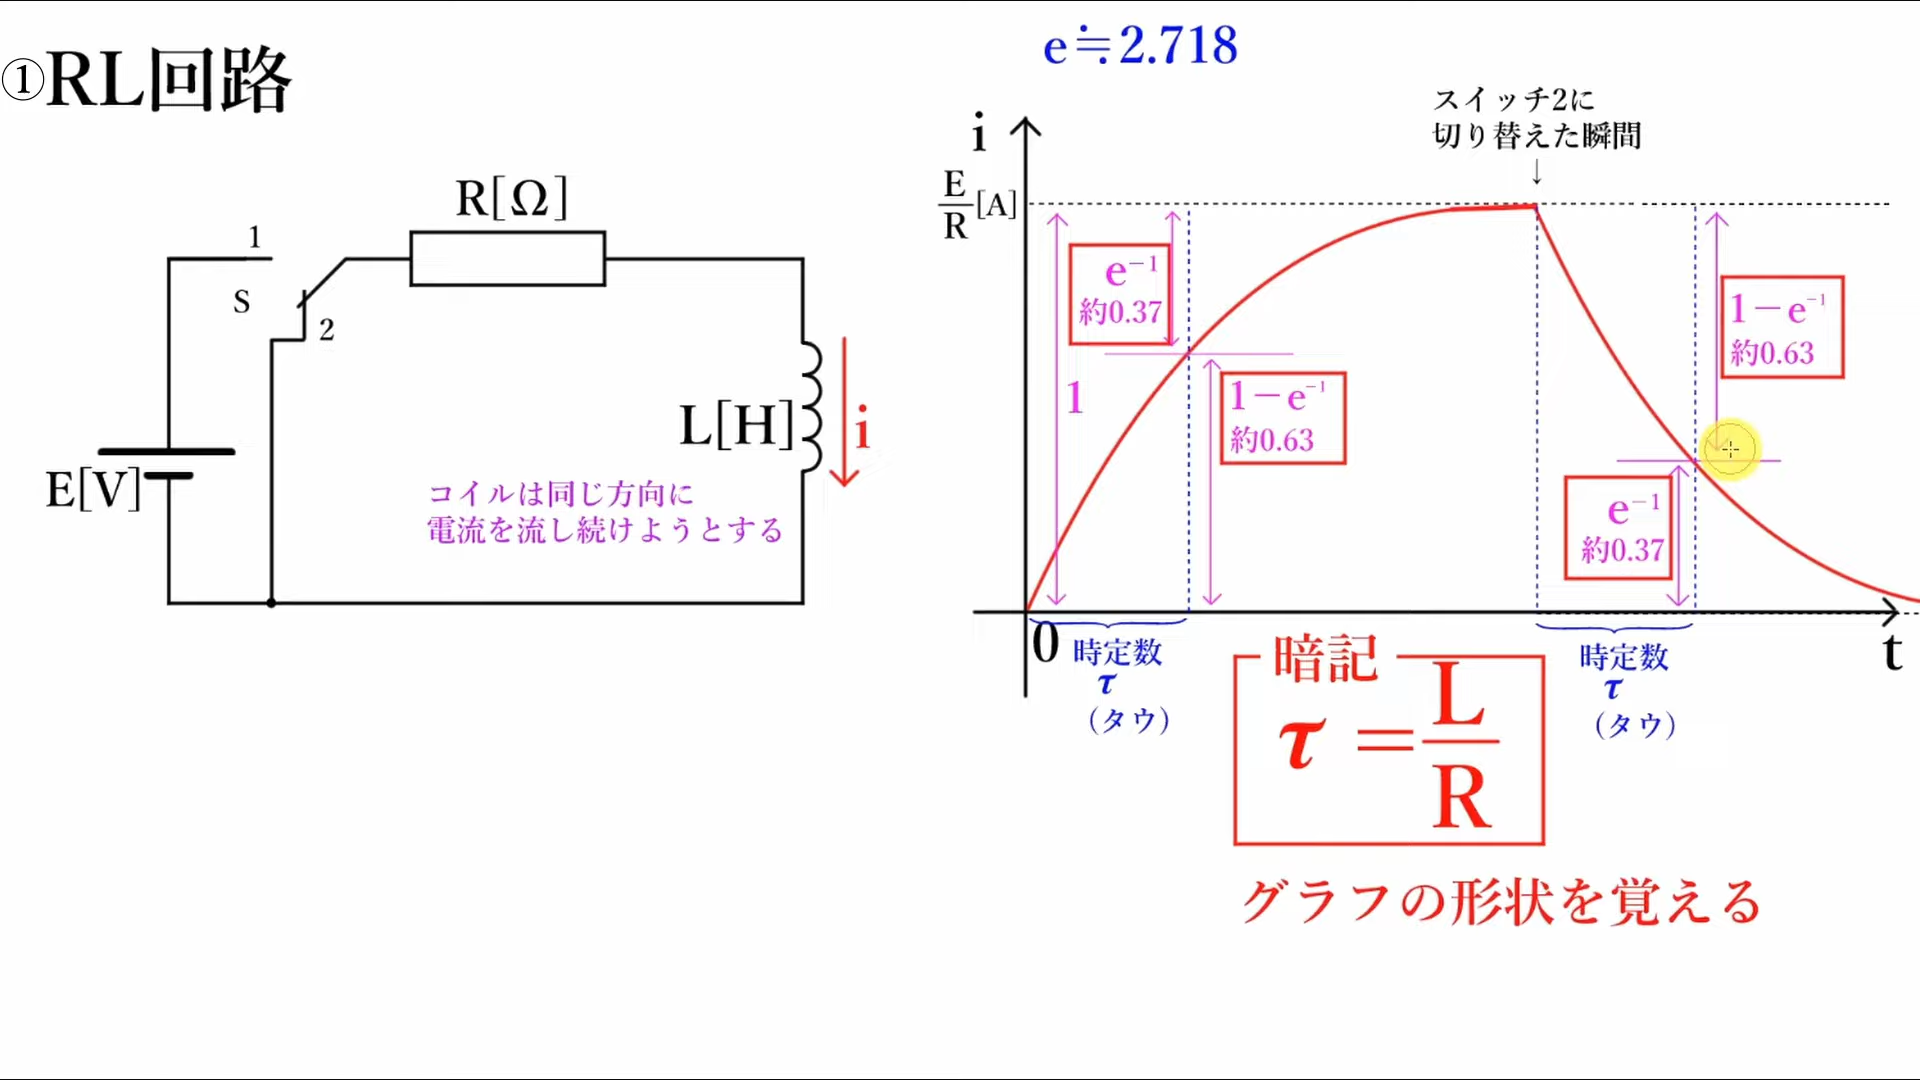 ①RL回路
R[Ω]
1
S
2
E[V]
L[H]
i
コイルは同じ方向に
電流を流し続けようとする
e≒2.718
スイッチ2に
切り替えた瞬間
↓
i
E
R
[A]
e⁻¹
約0.37
1
1－e⁻¹
約0.63
1－e⁻¹
約0.63
e⁻¹
約0.37
0
t
時定数
τ
（タウ）
時定数
τ
（タウ）
暗記
τ＝L/R
グラフの形状を覚える